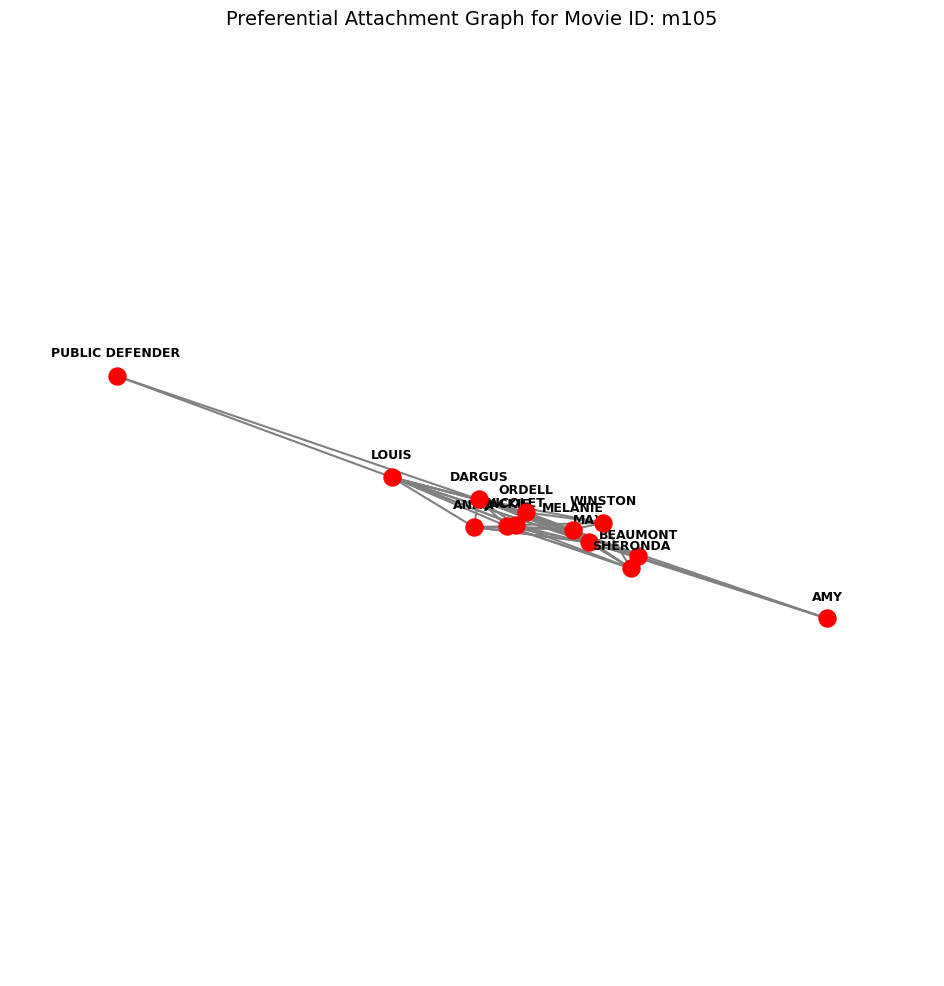 Preferential Attachment Graph for Movie ID: m105
PUBLIC DEFENDER
LOUIS
DARGUS
ORDELL
WINSTON
MELANIE
BEAUMONT
SHERONDA
AMY